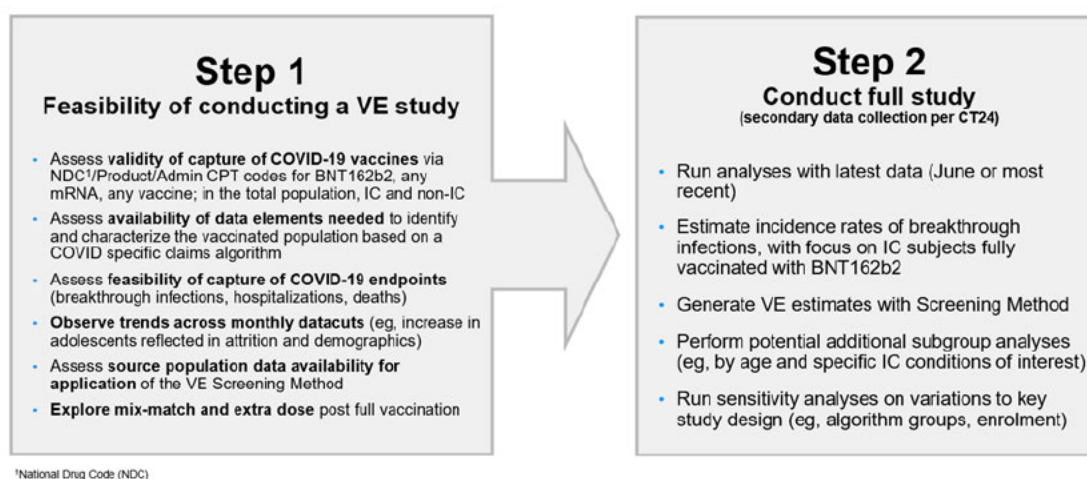 Step 1
Feasibility of conducting a VE study
• Assess validity of capture of COVID-19 vaccines via
NDC¹/Product/Admin CPT codes for BNT162b2, any
mRNA, any vaccine; in the total population, IC and non-IC
• Assess availability of data elements needed to identify
and characterize the vaccinated population based on a
COVID specific claims algorithm
• Assess feasibility of capture of COVID-19 endpoints
(breakthrough infections, hospitalizations, deaths)
• Observe trends across monthly datacuts (eg, increase in
adolescents reflected in attrition and demographics)
• Assess source population data availability for
application of the VE Screening Method
• Explore mix-match and extra dose post full vaccination
¹National Drug Code (NDC)
Step 2
Conduct full study
(secondary data collection per CT24)
• Run analyses with latest data (June or most
recent)
• Estimate incidence rates of breakthrough
infections, with focus on IC subjects fully
vaccinated with BNT162b2
• Generate VE estimates with Screening Method
• Perform potential additional subgroup analyses
(eg, by age and specific IC conditions of interest)
• Run sensitivity analyses on variations to key
study design (eg, algorithm groups, enrolment)